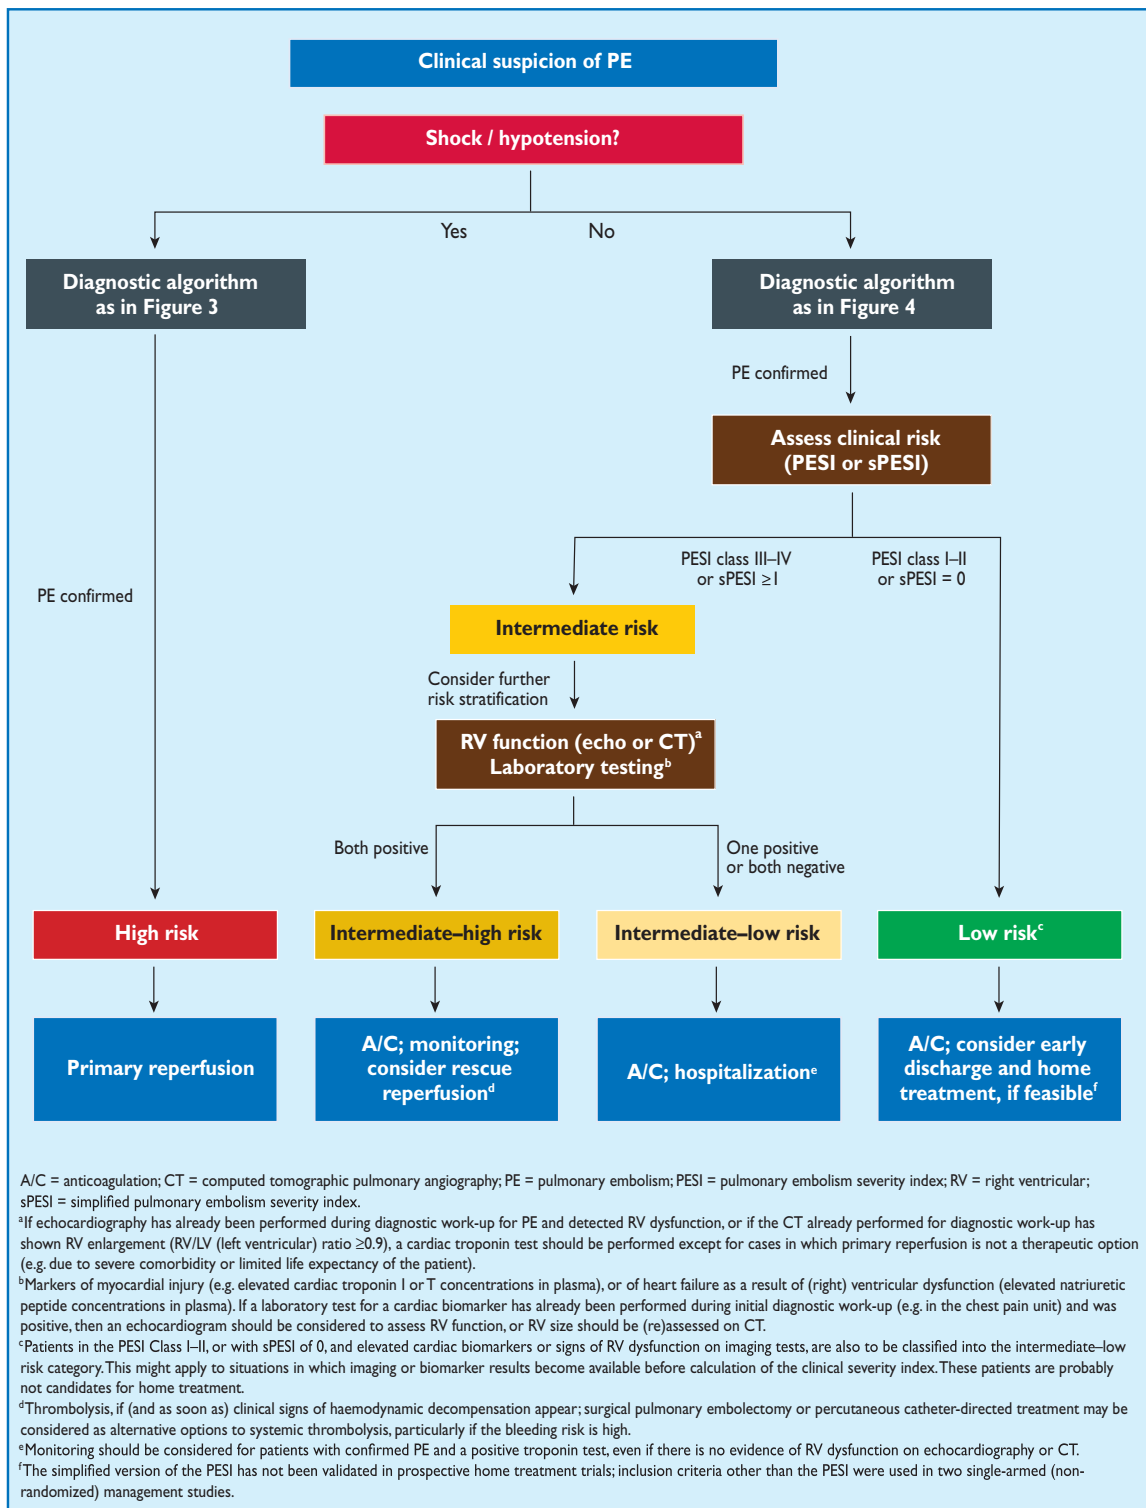 Clinical suspicion of PE
Shock / hypotension?
Yes
No
Diagnostic algorithm
as in Figure 3
Diagnostic algorithm
as in Figure 4
PE confirmed
Assess clinical risk
(PESI or sPESI)
PESI class III–IV
or sPESI ≥1
PESI class I–II
or sPESI = 0
PE confirmed
Intermediate risk
Consider further
risk stratification
RV function (echo or CT)ᵃ
Laboratory testingᵇ
Both positive
One positive
or both negative
High risk
Intermediate–high risk
Intermediate–low risk
Low riskᶜ
Primary reperfusion
A/C; monitoring;
consider rescue
reperfusionᵈ
A/C; hospitalizationᵉ
A/C; consider early
discharge and home
treatment, if feasibleᶠ
A/C = anticoagulation; CT = computed tomographic pulmonary angiography; PE = pulmonary embolism; PESI = pulmonary embolism severity index; RV = right ventricular;
sPESI = simplified pulmonary embolism severity index.
ᵃIf echocardiography has already been performed during diagnostic work-up for PE and detected RV dysfunction, or if the CT already performed for diagnostic work-up has
shown RV enlargement (RV/LV (left ventricular) ratio ≥0.9), a cardiac troponin test should be performed except for cases in which primary reperfusion is not a therapeutic option
(e.g. due to severe comorbidity or limited life expectancy of the patient).
ᵇMarkers of myocardial injury (e.g. elevated cardiac troponin I or T concentrations in plasma), or of heart failure as a result of (right) ventricular dysfunction (elevated natriuretic
peptide concentrations in plasma). If a laboratory test for a cardiac biomarker has already been performed during initial diagnostic work-up (e.g. in the chest pain unit) and was
positive, then an echocardiogram should be considered to assess RV function, or RV size should be (re)assessed on CT.
ᶜPatients in the PESI Class I–II, or with sPESI of 0, and elevated cardiac biomarkers or signs of RV dysfunction on imaging tests, are also to be classified into the intermediate–low
risk category. This might apply to situations in which imaging or biomarker results become available before calculation of the clinical severity index. These patients are probably
not candidates for home treatment.
ᵈThrombolysis, if (and as soon as) clinical signs of haemodynamic decompensation appear; surgical pulmonary embolectomy or percutaneous catheter-directed treatment may be
considered as alternative options to systemic thrombolysis, particularly if the bleeding risk is high.
ᵉMonitoring should be considered for patients with confirmed PE and a positive troponin test, even if there is no evidence of RV dysfunction on echocardiography or CT.
ᶠThe simplified version of the PESI has not been validated in prospective home treatment trials; inclusion criteria other than the PESI were used in two single-armed (non-
randomized) management studies.